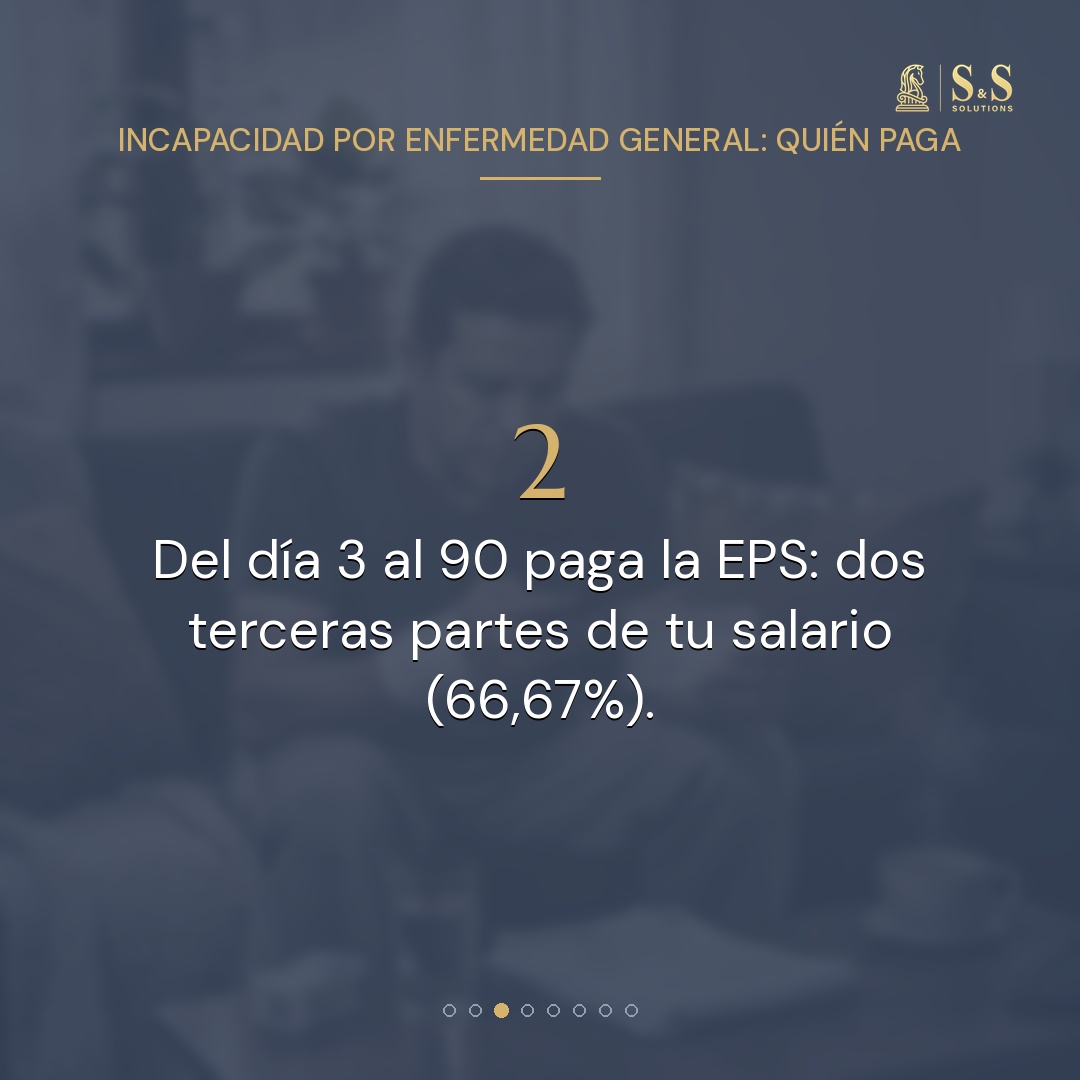 S&S
SOLUTIONS
INCAPACIDAD POR ENFERMEDAD GENERAL: QUIÉN PAGA
2
Del día 3 al 90 paga la EPS: dos
terceras partes de tu salario
(66,67%).